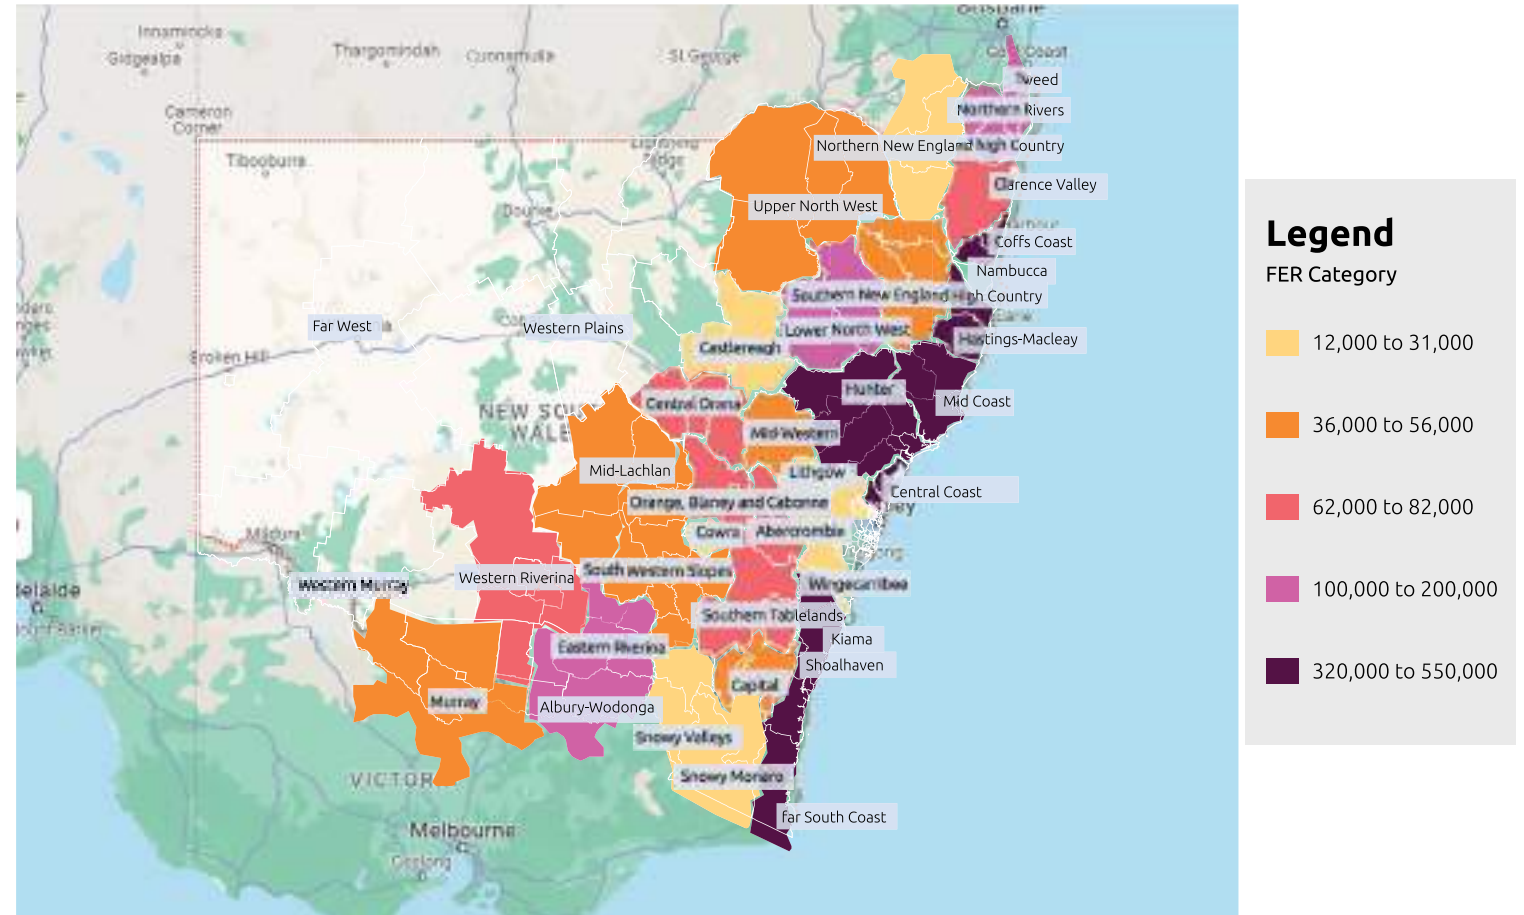 Brisbane
Innamincka
Gidgealpa
Thargomindah
Cunnamulla
St George
Gold Coast
Tweed
Cameron
Corner
Northern Rivers
Tibooburra
Lightning
Ridge
Northern New England high Country
Clarence Valley
Upper North West
Bourke
Coffs Coast
Nambucca
Southern New England High Country
Far West
Western Plains
Lower North West
Hastings-Macleay
Castlereagh
Broken Hill
Hunter
Mid Coast
Central Orana
NEW SOU
WALE
Mid-Western
Mid-Lachlan
Lithgow
Central Coast
Orange, Blaney and Cabonne
Cowra
Abercrombie
Mildura
South Western Slopes
Western Riverina
Western Murray
Wingecarribee
Adelaide
Mount Barker
Southern Tablelands
Kiama
Eastern Riverina
Shoalhaven
Capital
Murray
Albury-Wodonga
Snowy Valleys
VICTOR
Snowy Monaro
far South Coast
Melbourne
Geelong
Legend
FER Category
12,000 to 31,000
36,000 to 56,000
62,000 to 82,000
100,000 to 200,000
320,000 to 550,000